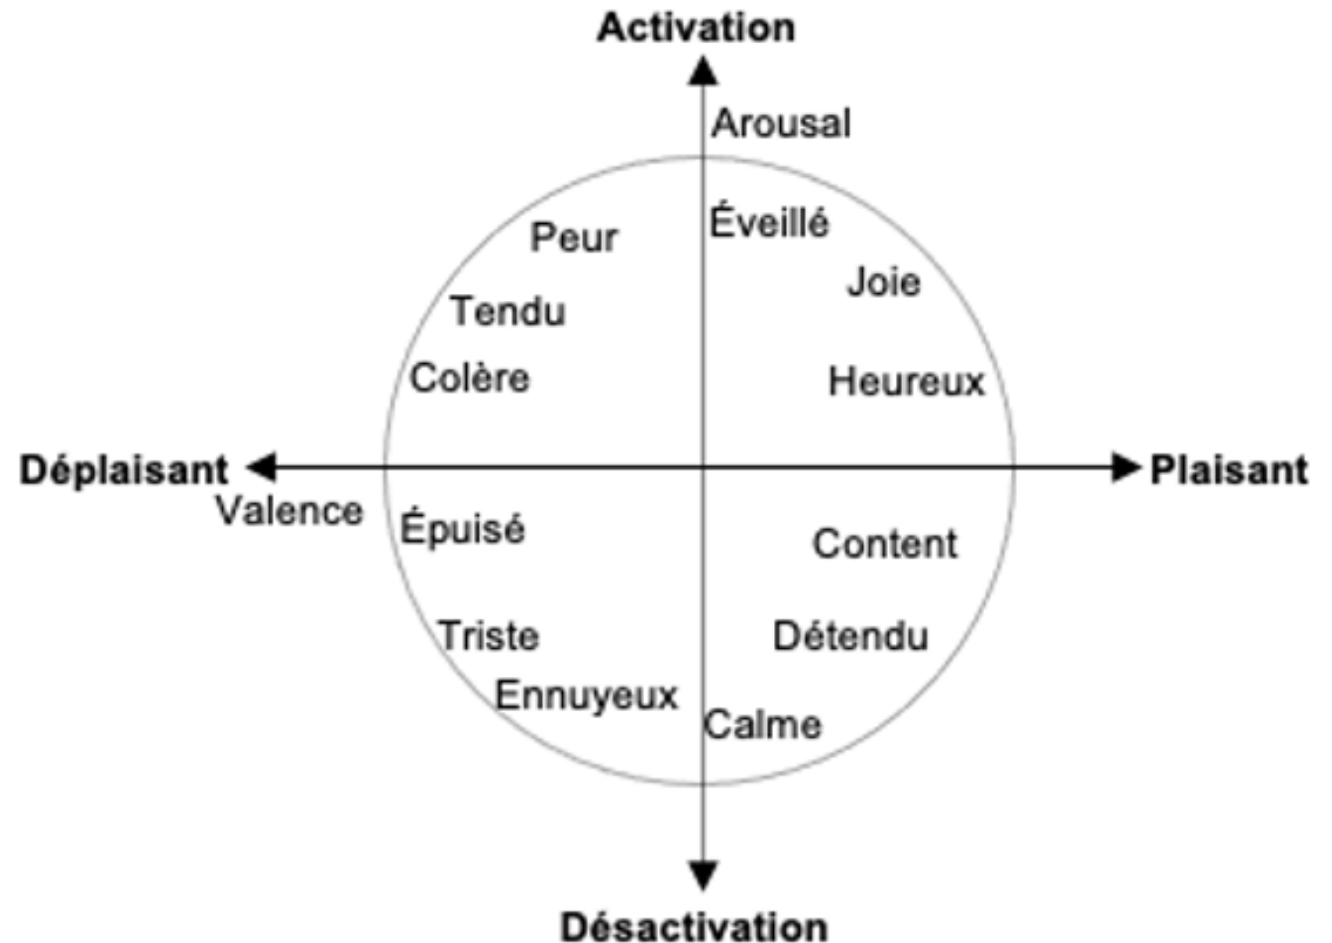 Activation
Arousal
Éveillé
Peur
Joie
Tendu
Colère
Heureux
Déplaisant
Plaisant
Valence
Épuisé
Content
Triste
Détendu
Ennuyeux
Calme
Désactivation